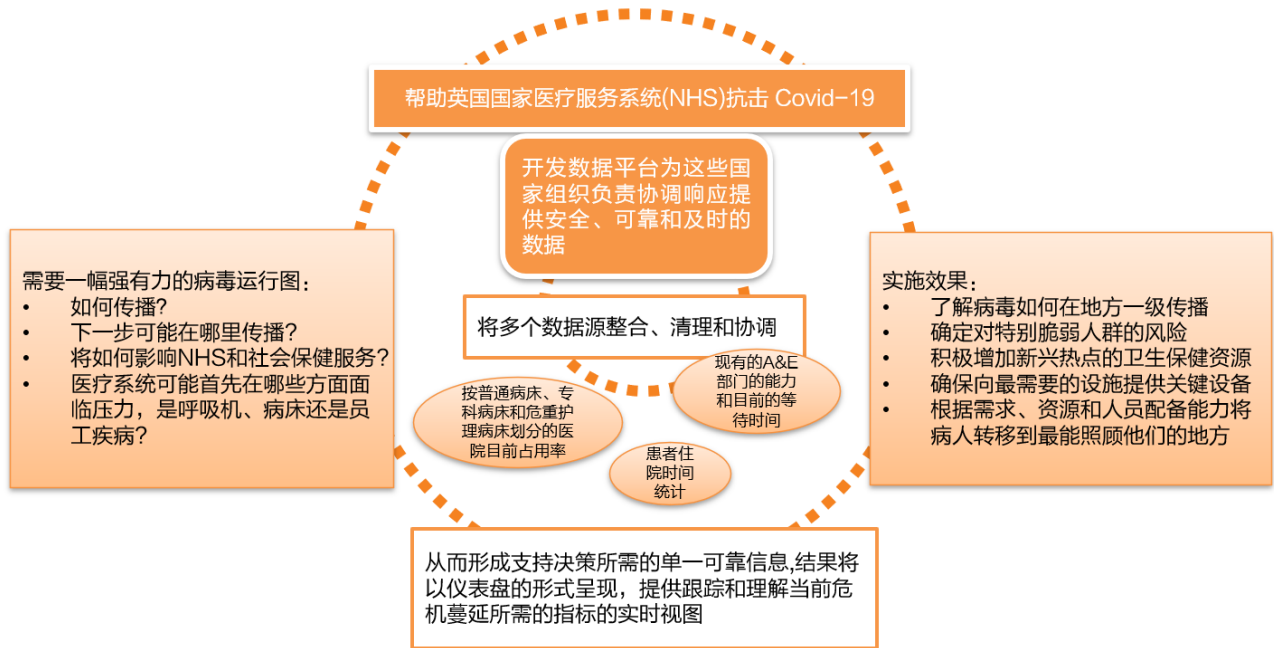 帮助英国国家医疗服务系统(NHS)抗击 Covid-19
开发数据平台为这些国
家组织负责协调响应提
供安全、可靠和及时的
数据
需要一幅强有力的病毒运行图：
• 如何传播?
• 下一步可能在哪里传播?
• 将如何影响NHS和社会保健服务?
• 医疗系统可能首先在哪些方面面
临压力，是呼吸机、病床还是员
工疾病?
将多个数据源整合、清理和协调
按普通病床、专
科病床和危重护
理病床划分的医
院目前占用率
现有的A&E
部门的能力
和目前的等
待时间
患者住
院时间
统计
实施效果：
• 了解病毒如何在地方一级传播
• 确定对特别脆弱人群的风险
• 积极增加新兴热点的卫生保健资源
• 确保向最需要的设施提供关键设备
• 根据需求、资源和人员配备能力将
病人转移到最能照顾他们的地方
从而形成支持决策所需的单一可靠信息,结果将
以仪表盘的形式呈现，提供跟踪和理解当前危
机蔓延所需的指标的实时视图